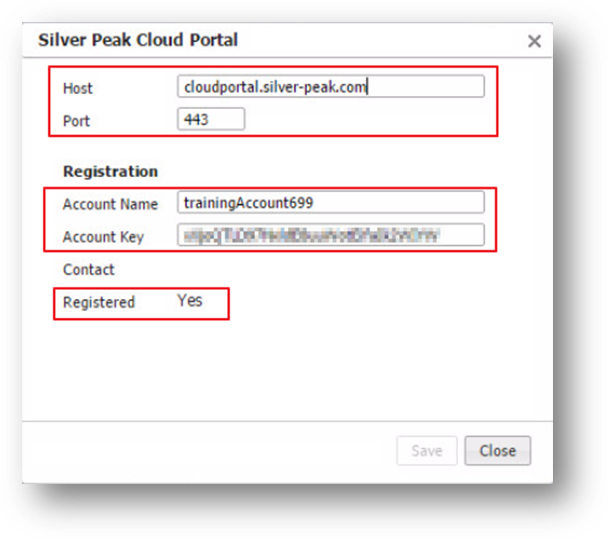 Silver Peak Cloud Portal
Host cloudportal.silver-peak.com
Port 443
Registration
Account Name trainingAccount699
Account Key
Contact
Registered Yes
Save Close